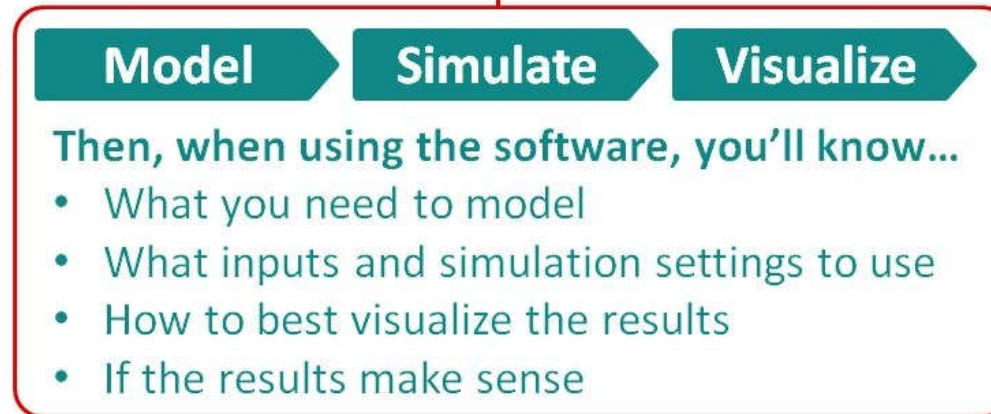 Model Simulate Visualize
Then, when using the software, you'll know…
• What you need to model
• What inputs and simulation settings to use
• How to best visualize the results
• If the results make sense